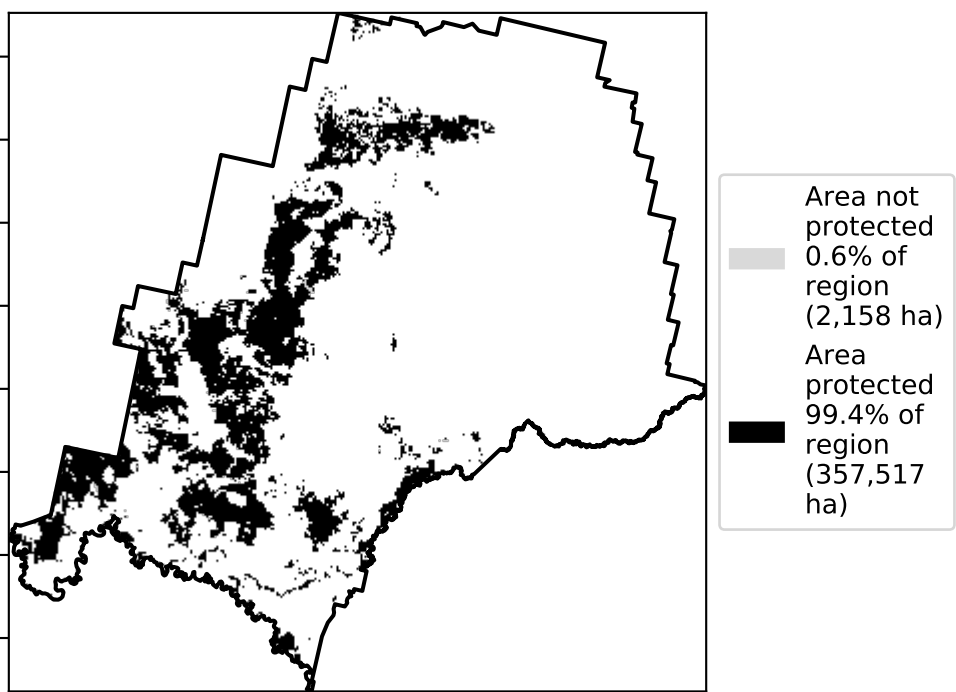 Area not
protected
0.6% of
region
(2,158 ha)
Area
protected
99.4% of
region
(357,517
ha)